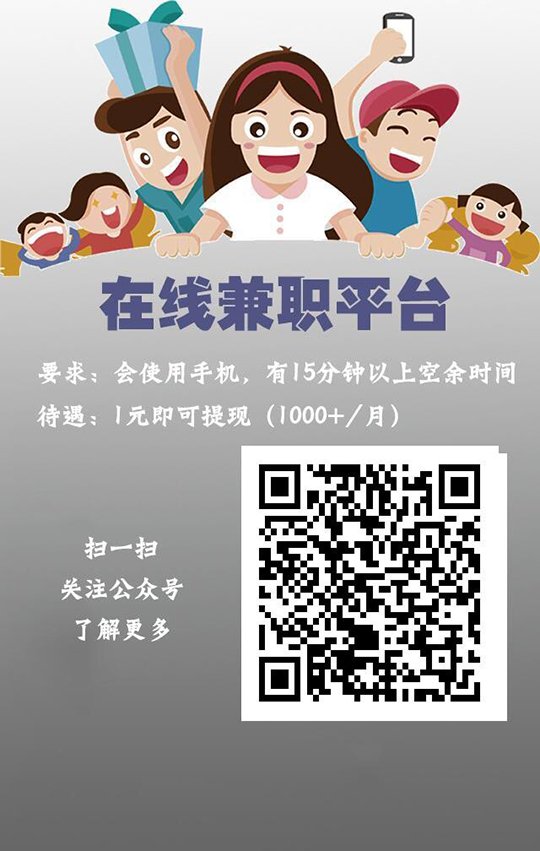 在线兼职平台
要求；会使用手机，有15分钟以上空余时间
待遇；1元即可提现（1000+/月）
扫一扫
关注公众号
了解更多